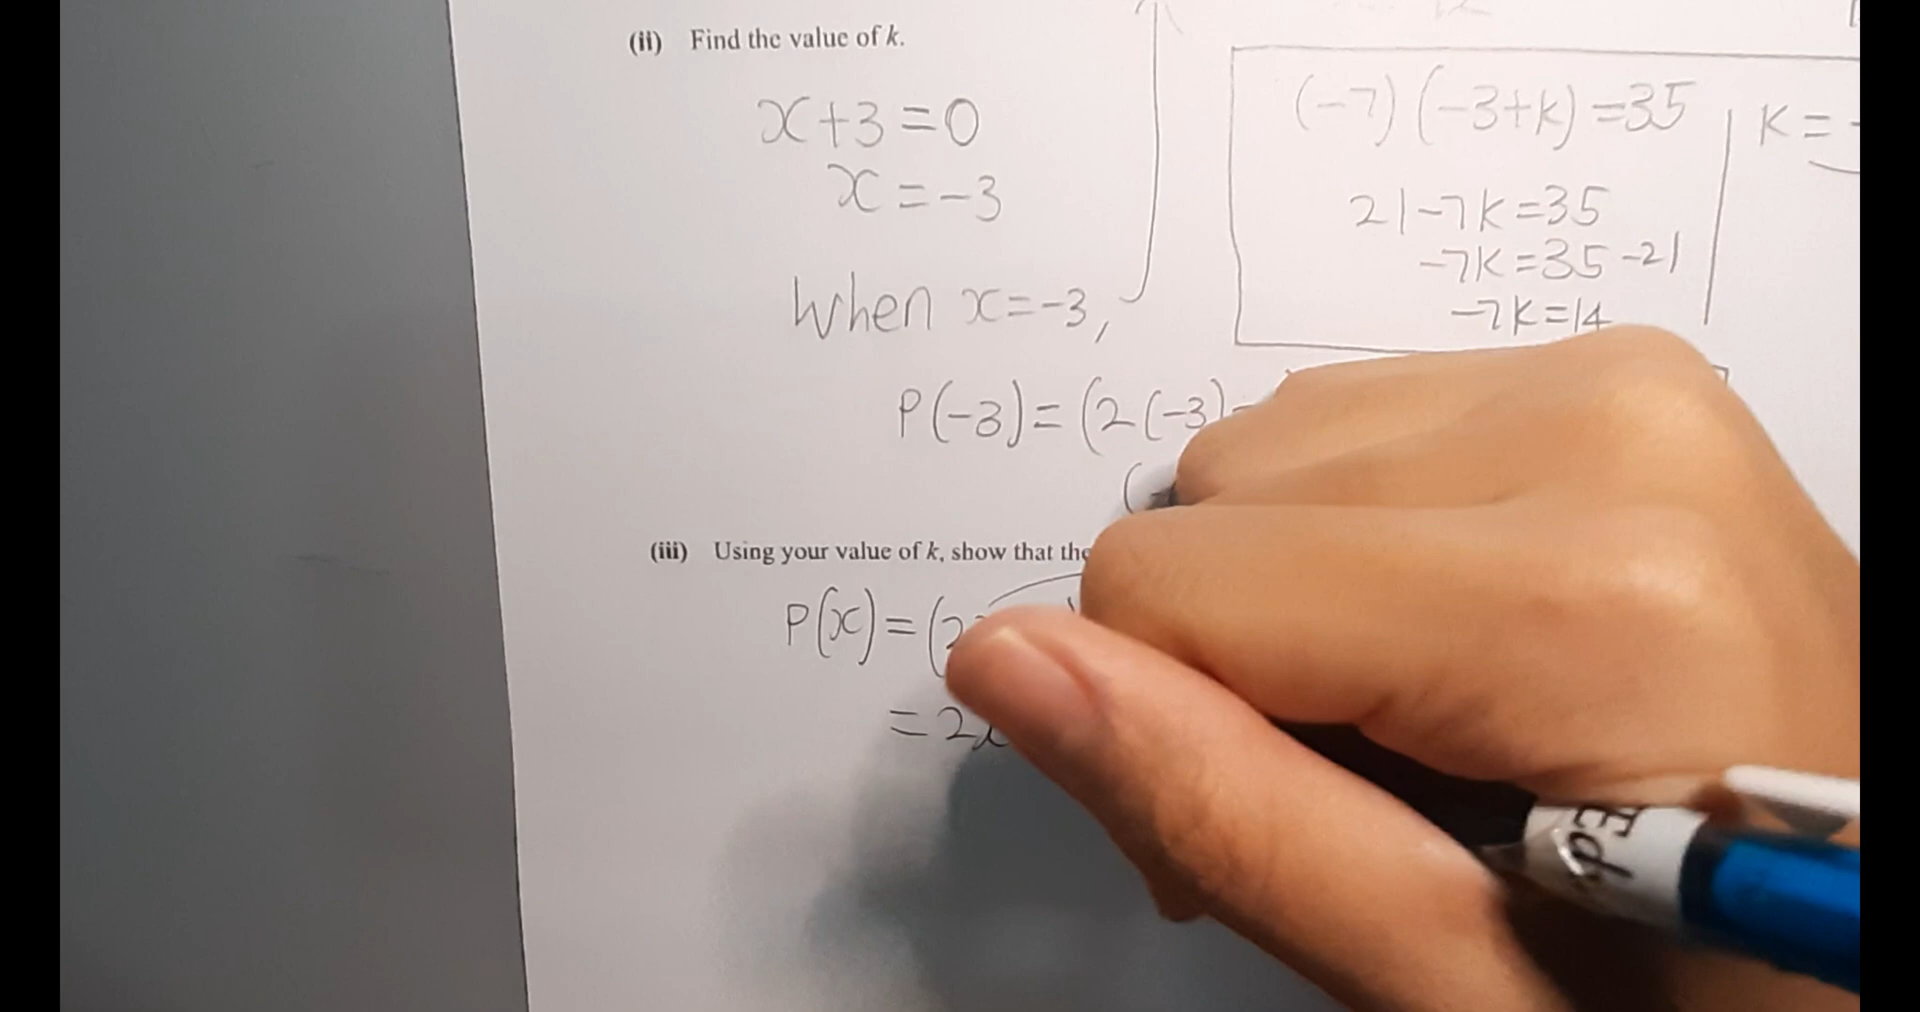 (ii) Find the value of k.
x+3=0
x=-3
When x=-3,
(-7)(-3+k)=35
21-7k=35
-7k=35-21
-7k=14
k=-
P(-3)=(2(-3)-
(-
(iii) Using your value of k, show that the
P(x)=(2
=2x
Ed.